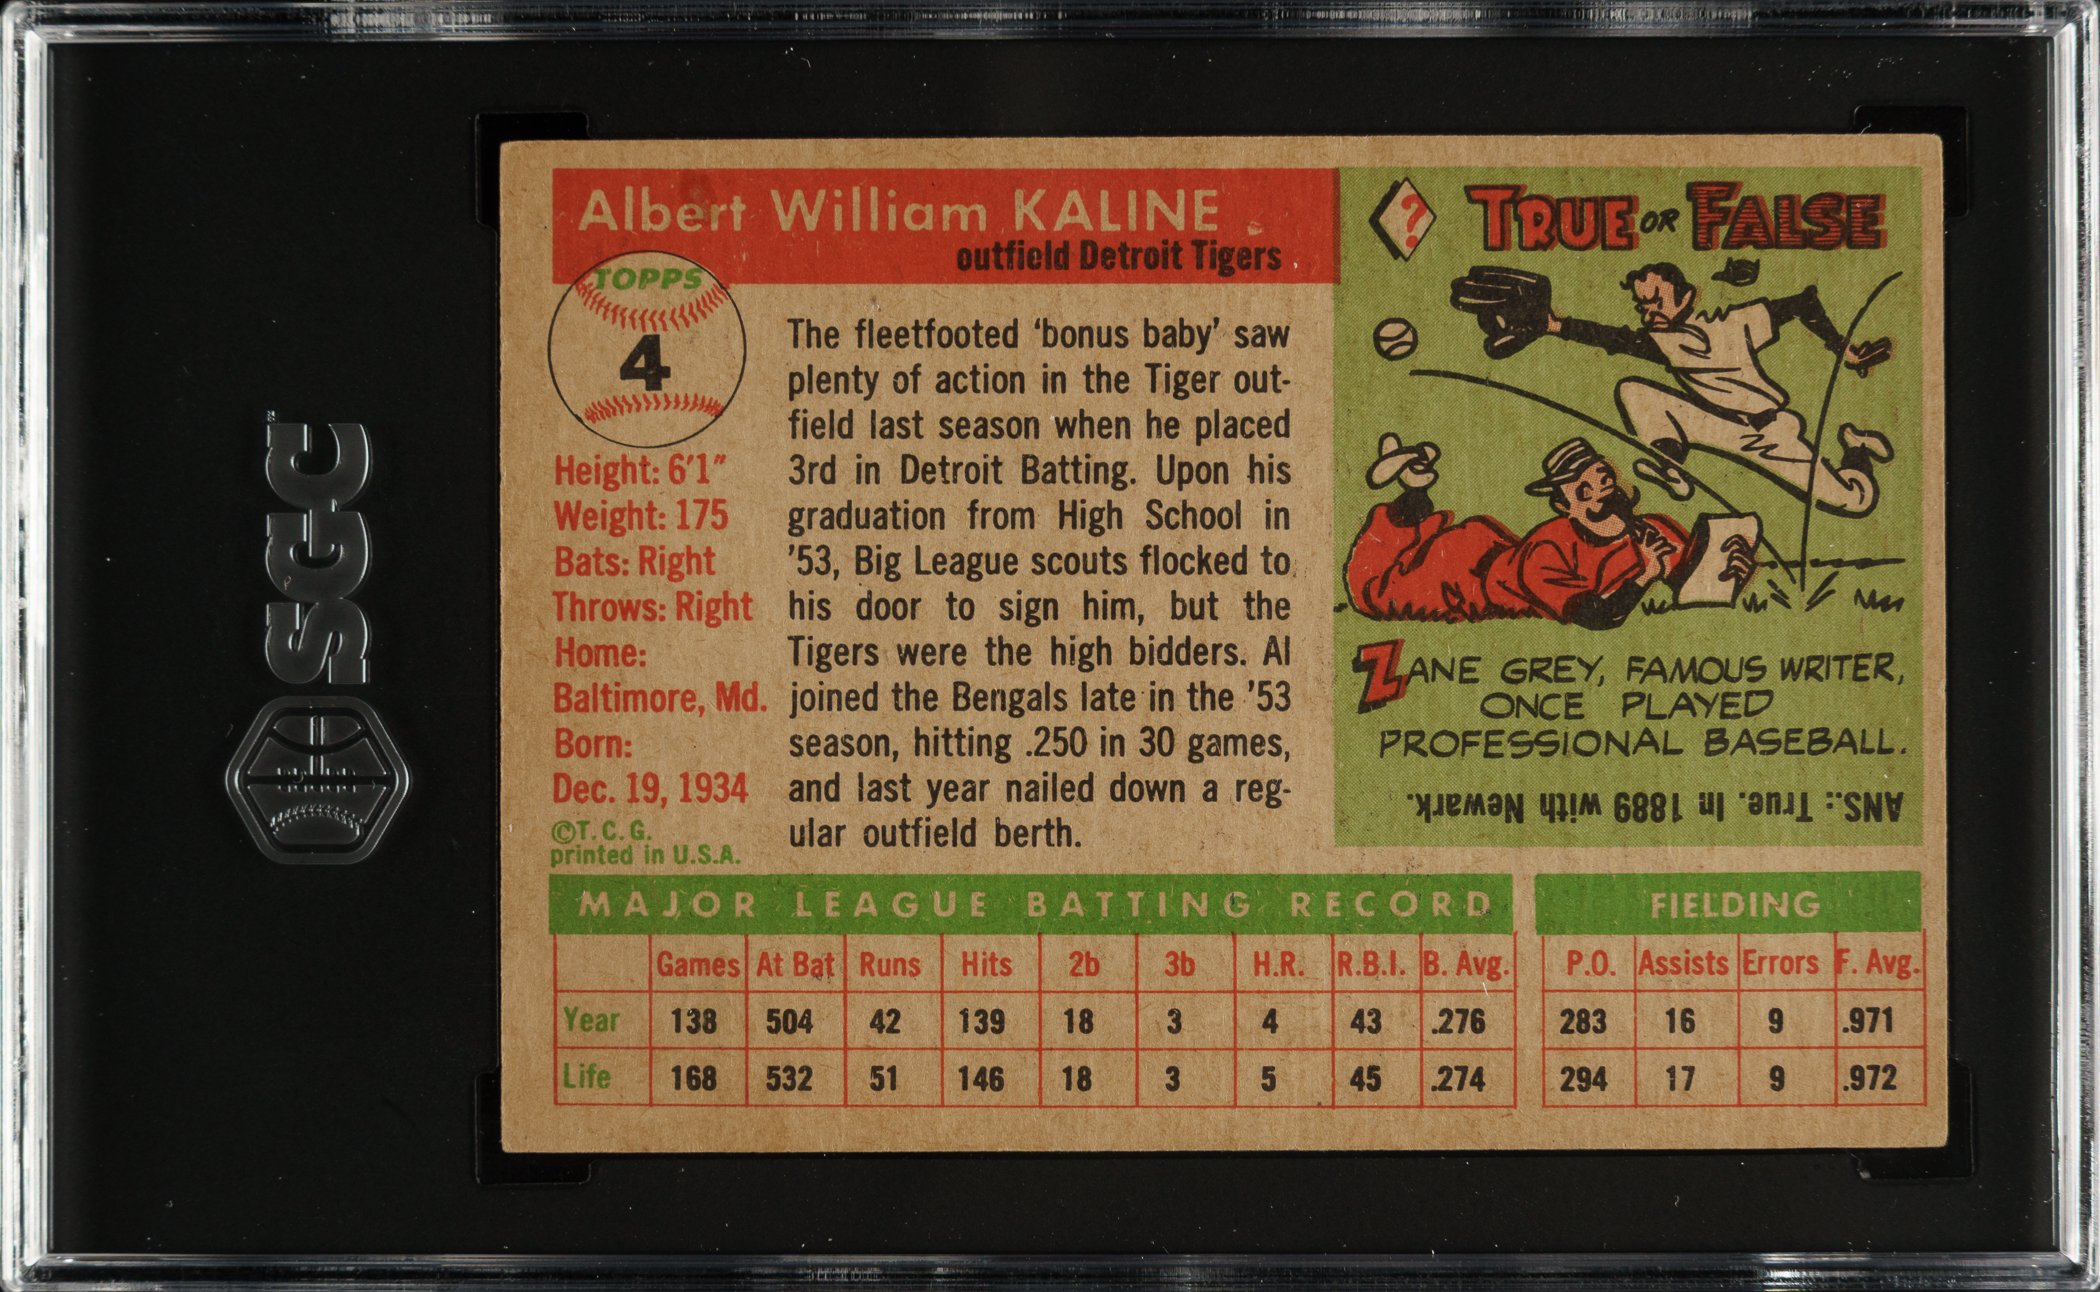 Albert William KALINE
outfield Detroit Tigers
TOPPS
4
Height: 6'1"
Weight: 175
Bats: Right
Throws: Right
Home:
Baltimore, Md.
Born:
Dec. 19, 1934
©T.C.G.
printed in U.S.A.
The fleetfooted 'bonus baby' saw
plenty of action in the Tiger out-
field last season when he placed
3rd in Detroit Batting. Upon his
graduation from High School in
'53, Big League scouts flocked to
his door to sign him, but the
Tigers were the high bidders. Al
joined the Bengals late in the '53
season, hitting .250 in 30 games,
and last year nailed down a reg-
ular outfield berth.
?
TRUE OR FALSE
ZANE GREY, FAMOUS WRITER,
ONCE PLAYED
PROFESSIONAL BASEBALL.
ANS.: True. In 1889 with Newark.
MAJOR LEAGUE BATTING RECORD
Games At Bat Runs Hits 2b 3b H.R. R.B.I. B. Avg.
Year 138 504 42 139 18 3 4 43 .276
Life 168 532 51 146 18 3 5 45 .274
FIELDING
P.O. Assists Errors F. Avg.
283 16 9 .971
294 17 9 .972
SGC